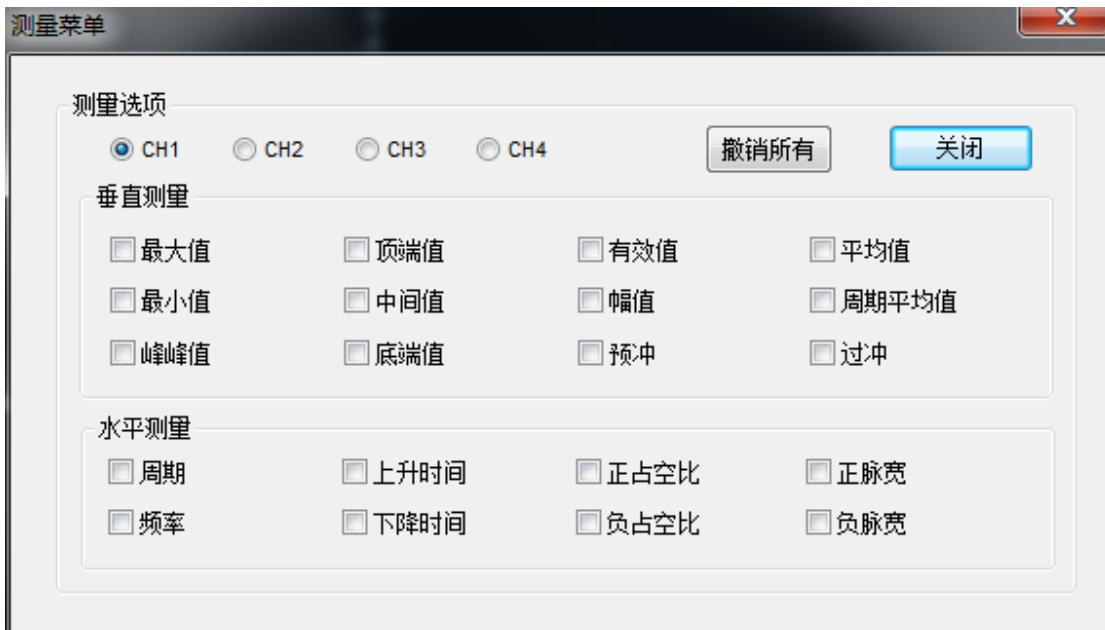 测量菜单
测量选项
CH1 CH2 CH3 CH4 撤销所有 关闭
垂直测量
最大值 顶端值 有效值 平均值
最小值 中间值 幅值 周期平均值
峰峰值 底端值 预冲 过冲
水平测量
周期 上升时间 正占空比 正脉宽
频率 下降时间 负占空比 负脉宽